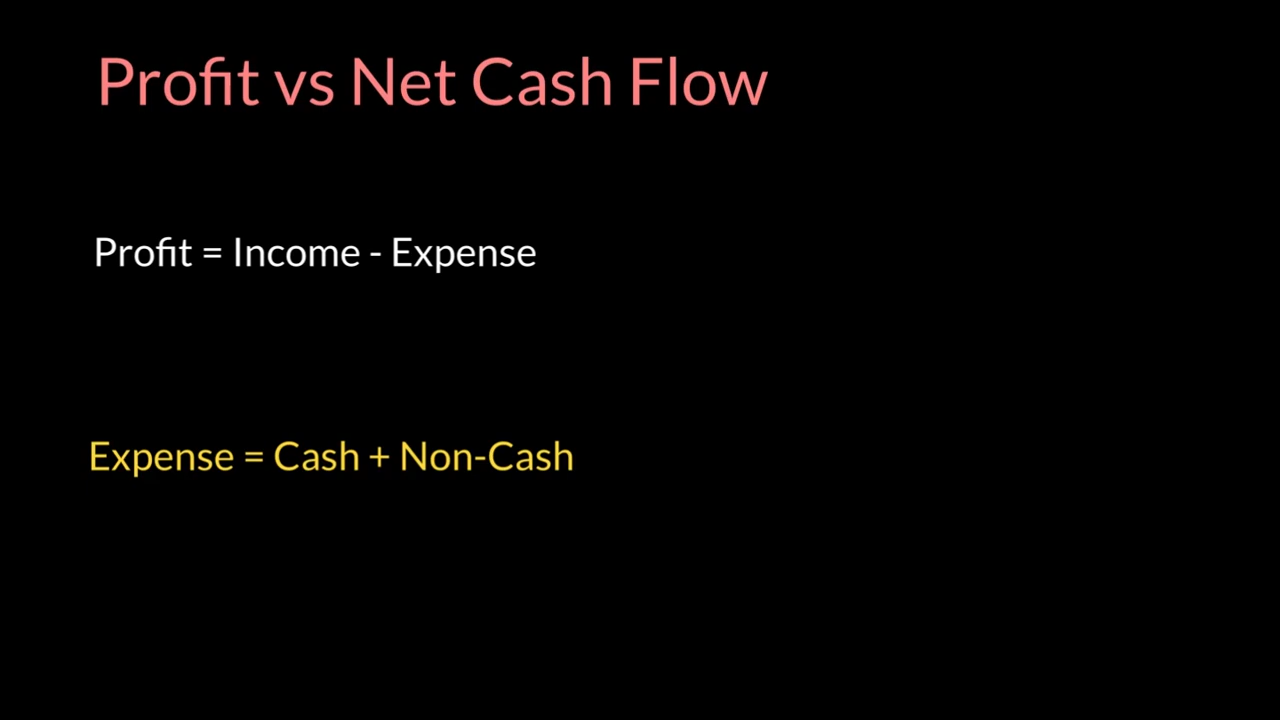 Profit vs Net Cash Flow
Profit = Income - Expense
Expense = Cash + Non-Cash